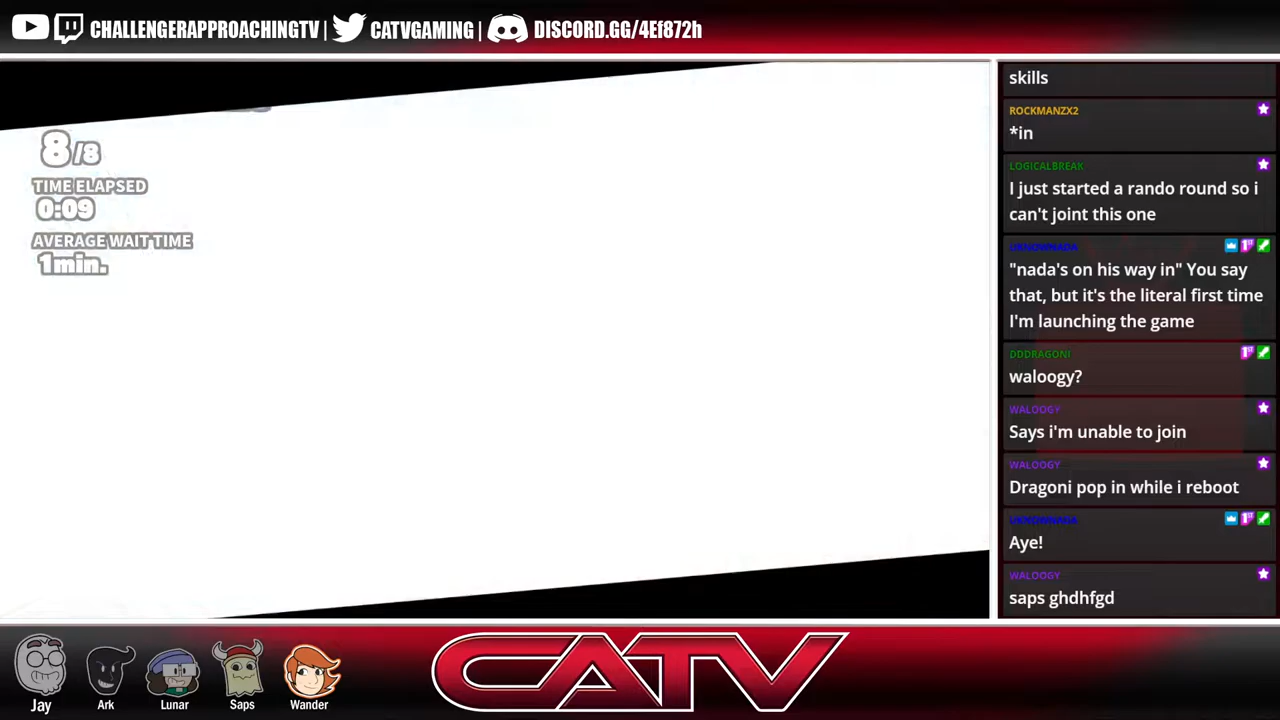 CHALLENGERAPPROACHINGTV | CATVGAMING | DISCORD.GG/4Ef872h
8/8
TIME ELAPSED
0:09
AVERAGE WAIT TIME
1min.
skills
ROCKMANZX2
*in
LOGICALBREAK
I just started a rando round so i
can't joint this one
"nada's on his way in" You say
that, but it's the literal first time
I'm launching the game
DDDRAGONI
waloogy?
WALOOGY
Says i'm unable to join
WALOOGY
Dragoni pop in while i reboot
Aye!
WALOOGY
saps ghdhfgd
Jay
Ark
Lunar
Saps
Wander
CATV